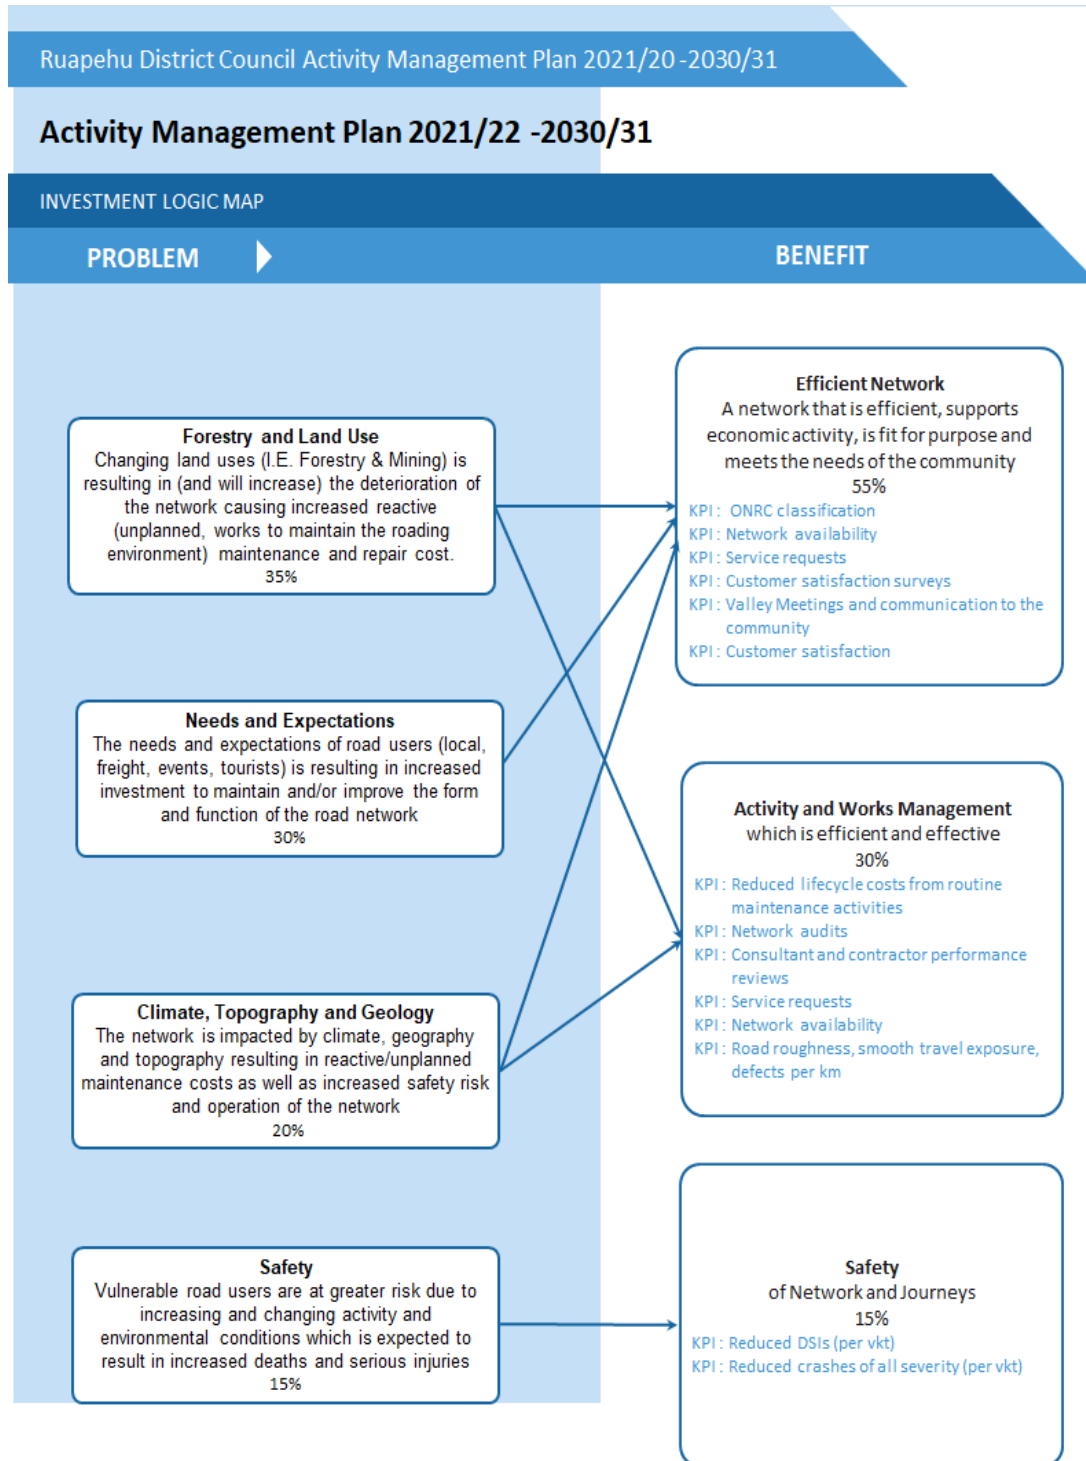 Ruapehu District Council Activity Management Plan 2021/20 -2030/31
Activity Management Plan 2021/22 -2030/31
INVESTMENT LOGIC MAP
PROBLEM
BENEFIT
Forestry and Land Use
Changing land uses (I.E. Forestry & Mining) is
resulting in (and will increase) the deterioration of
the network causing increased reactive
(unplanned, works to maintain the roading
environment) maintenance and repair cost.
35%
Needs and Expectations
The needs and expectations of road users (local,
freight, events, tourists) is resulting in increased
investment to maintain and/or improve the form
and function of the road network
30%
Climate, Topography and Geology
The network is impacted by climate, geography
and topography resulting in reactive/unplanned
maintenance costs as well as increased safety risk
and operation of the network
20%
Safety
Vulnerable road users are at greater risk due to
increasing and changing activity and
environmental conditions which is expected to
result in increased deaths and serious injuries
15%
Efficient Network
A network that is efficient, supports
economic activity, is fit for purpose and
meets the needs of the community
55%
KPI : ONRC classification
KPI : Network availability
KPI : Service requests
KPI : Customer satisfaction surveys
KPI : Valley Meetings and communication to the
community
KPI : Customer satisfaction
Activity and Works Management
which is efficient and effective
30%
KPI : Reduced lifecycle costs from routine
maintenance activities
KPI : Network audits
KPI : Consultant and contractor performance
reviews
KPI : Service requests
KPI : Network availability
KPI : Road roughness, smooth travel exposure,
defects per km
Safety
of Network and Journeys
15%
KPI : Reduced DSIs (per vkt)
KPI : Reduced crashes of all severity (per vkt)